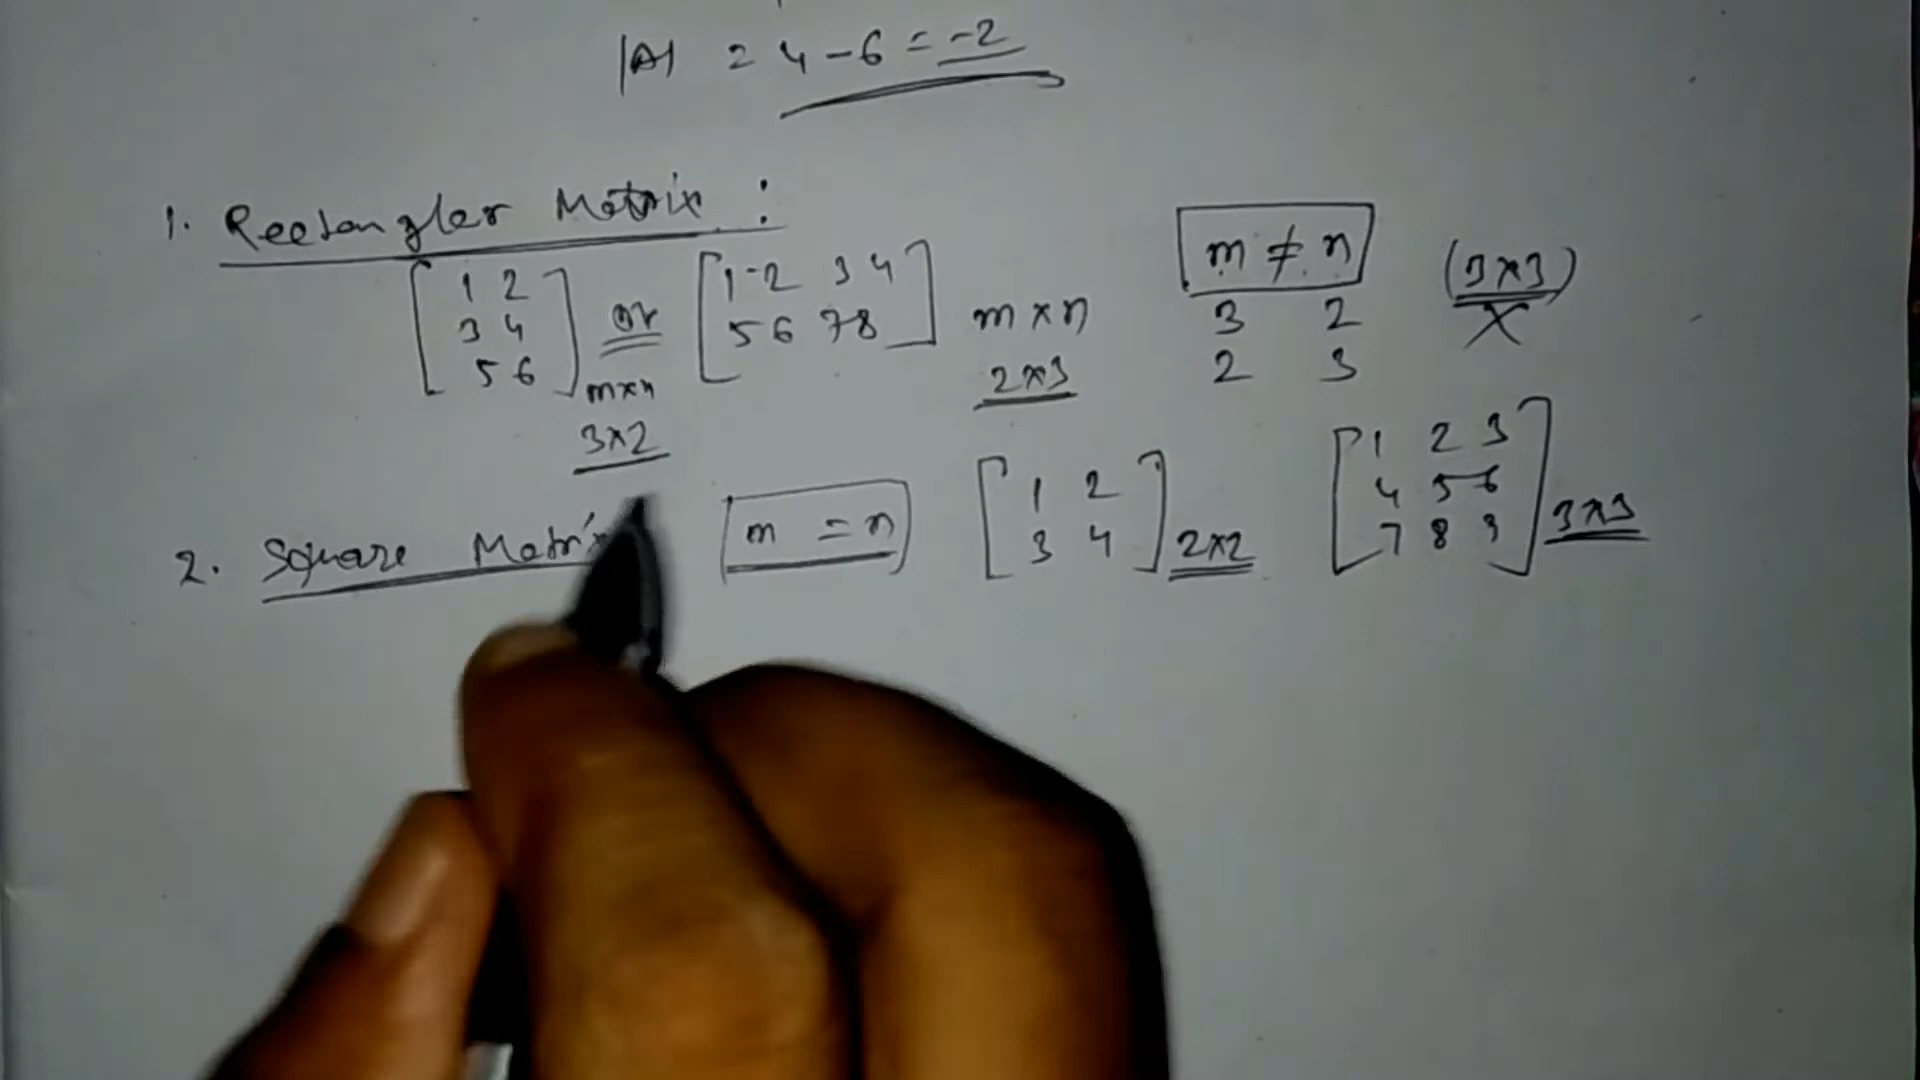 |A| = 4 - 6 = -2
1. Rectangler Matrix :
[1 2 3 4 5 6] or [1 2 3 4 5 6 7 8] m × n m ≠ n (3×3) X
m×n 2×3 3 2
3×2 2 3
2. Square Matrix m = n [1 2 3 4] 2×2 [1 2 3 4 5 6 7 8 9] 3×3